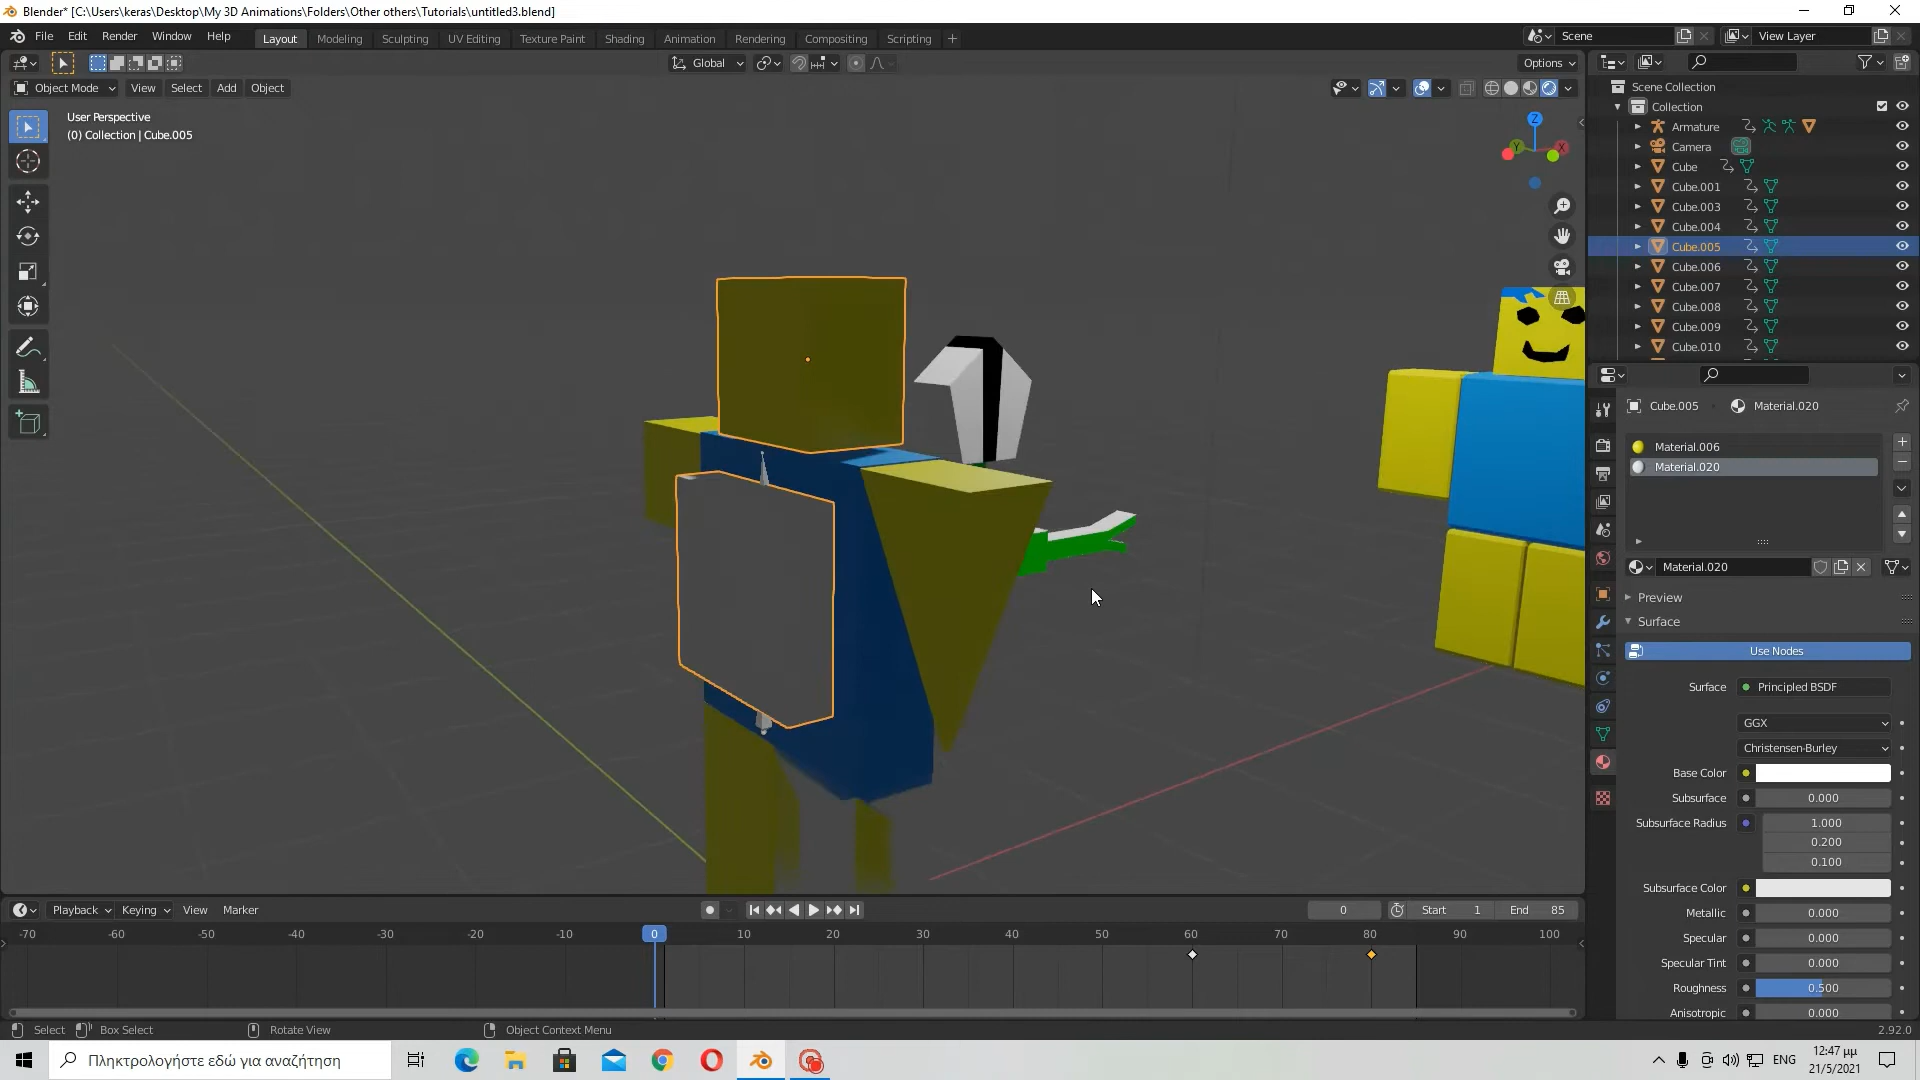 Blender* [C:\Users\keras\Desktop\My 3D Animations\Folders\Other others\Tutorials\untitled3.blend]
File Edit Render Window Help Layout Modeling Sculpting UV Editing Texture Paint Shading Animation Rendering Compositing Scripting + Scene View Layer
Global Options
Object Mode View Select Add Object
User Perspective
(0) Collection | Cube.005
Z
Y X
Scene Collection
Collection
Armature
Camera
Cube
Cube.001
Cube.003
Cube.004
Cube.005
Cube.006
Cube.007
Cube.008
Cube.009
Cube.010
Cube.005 Material.020
Material.006
Material.020
Material.020
Preview
Surface
Use Nodes
Surface Principled BSDF
GGX
Christensen-Burley
Base Color
Subsurface 0.000
Subsurface Radius 1.000
0.200
0.100
Subsurface Color
Metallic 0.000
Specular 0.000
Specular Tint 0.000
Roughness 0.500
Anisotropic 0.000
Playback Keying View Marker 0 Start 1 End 85
-70 -60 -50 -40 -30 -20 -10 0 10 20 30 40 50 60 70 80 90 100
Select Box Select Rotate View Object Context Menu 2.92.0
Πληκτρολογήστε εδώ για αναζήτηση ENG 12:47 μμ
21/5/2021